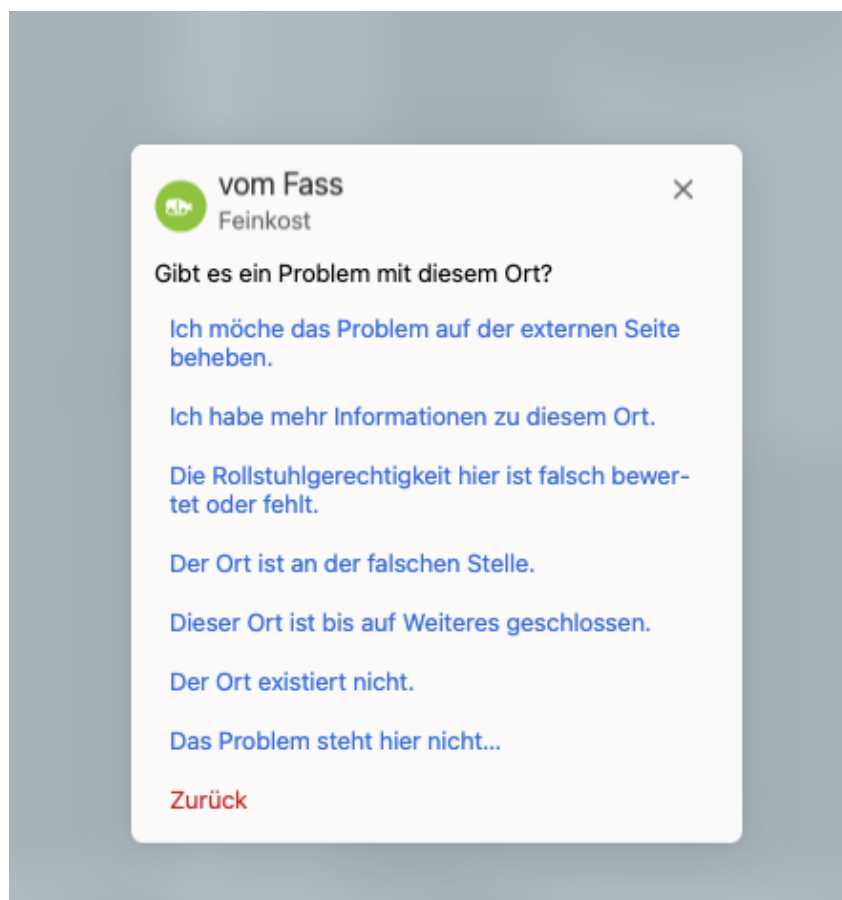 vom Fass
Feinkost
Gibt es ein Problem mit diesem Ort?
Ich möche das Problem auf der externen Seite
beheben.
Ich habe mehr Informationen zu diesem Ort.
Die Rollstuhlgerechtigkeit hier ist falsch bewer-
tet oder fehlt.
Der Ort ist an der falschen Stelle.
Dieser Ort ist bis auf Weiteres geschlossen.
Der Ort existiert nicht.
Das Problem steht hier nicht...
Zurück